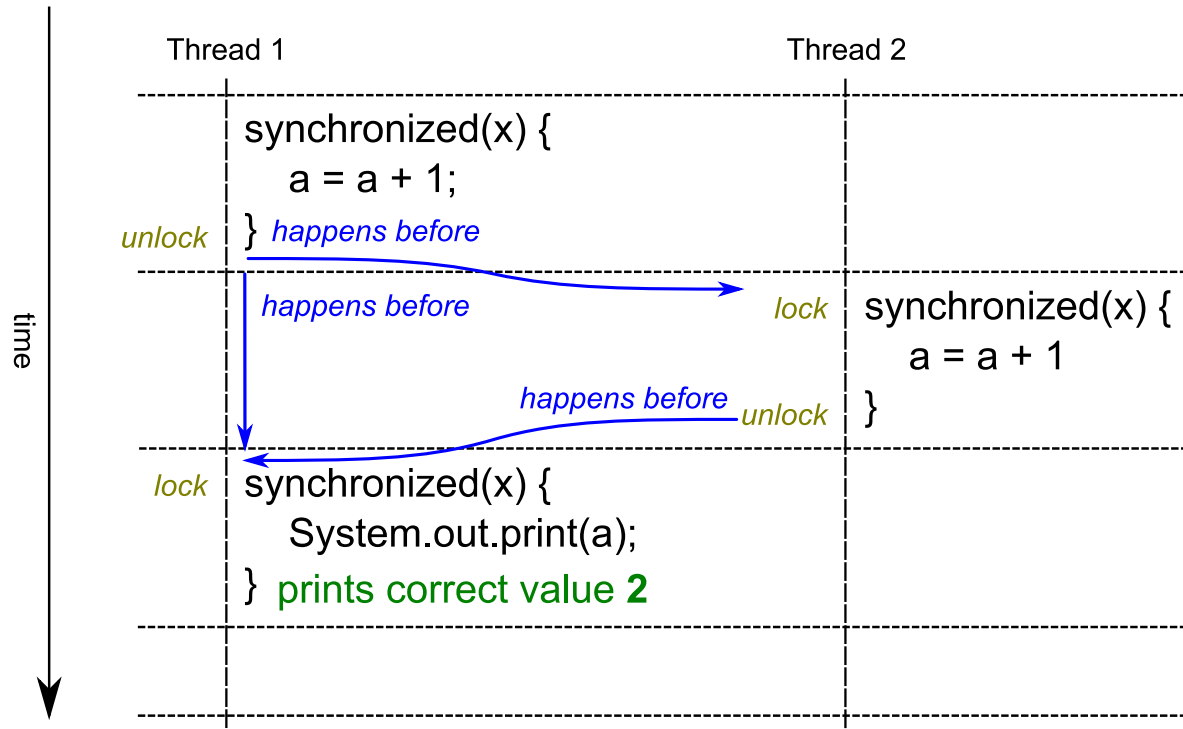 Thread 1
Thread 2
synchronized(x) {
a = a + 1;
unlock } happens before
time
happens before
lock synchronized(x) {
a = a + 1
happens before
unlock }
lock synchronized(x) {
System.out.print(a);
} prints correct value 2